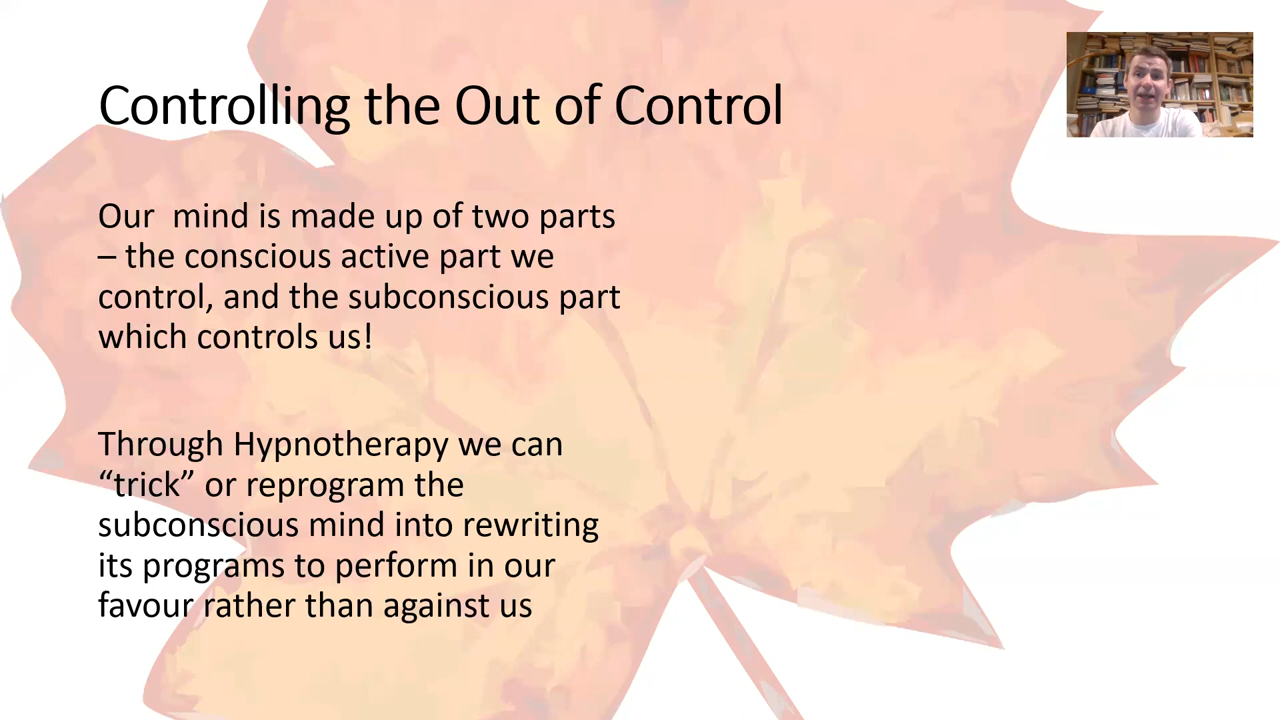 Controlling the Out of Control
Our  mind is made up of two parts
– the conscious active part we
control, and the subconscious part
which controls us!
Through Hypnotherapy we can
“trick” or reprogram the
subconscious mind into rewriting
its programs to perform in our
favour rather than against us